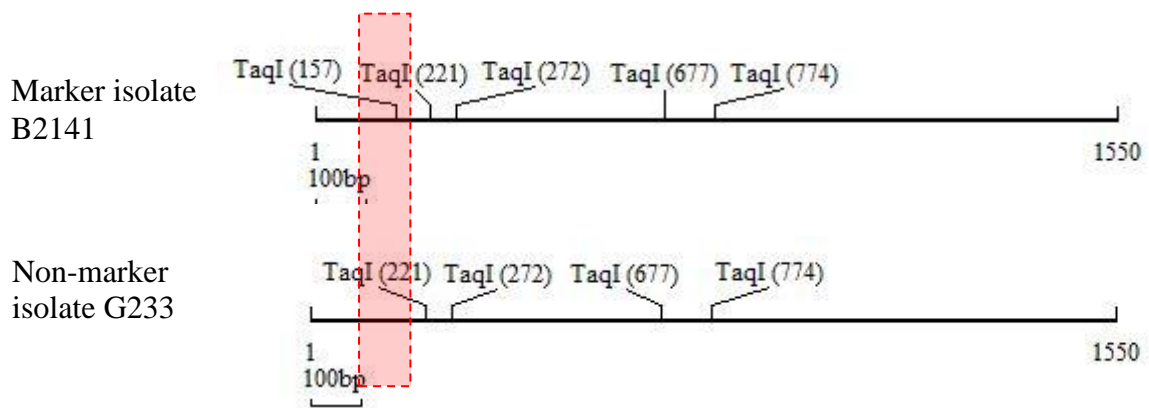 TaqI (157) TaqI (221) TaqI (272) TaqI (677) TaqI (774)
Marker isolate
B2141
1 1550
100bp
TaqI (221) TaqI (272) TaqI (677) TaqI (774)
Non-marker
isolate G233
1 1550
100bp